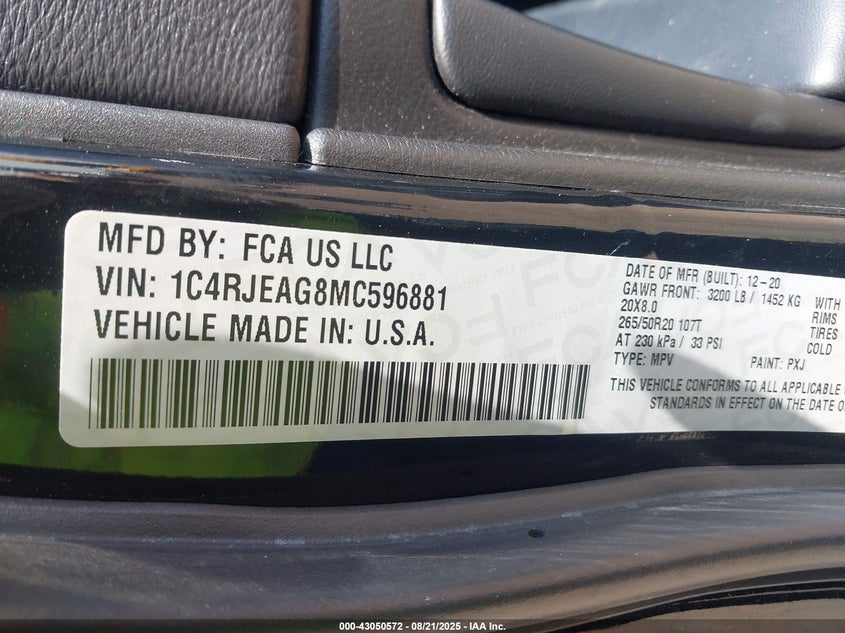 MFD BY: FCA US LLC
VIN: 1C4RJEAG8MC596881
VEHICLE MADE IN: U.S.A.
DATE OF MFR (BUILT): 12-20
GAWR FRONT: 3200 LB / 1452 KG WITH
20X8.0 RIMS
265/50R20 107T TIRES
AT 230 kPa / 33 PSI COLD
TYPE: MPV PAINT: PXJ
THIS VEHICLE CONFORMS TO ALL APPLICABLE
STANDARDS IN EFFECT ON THE DATE O
000-43050572 - 08/21/2025 - IAA Inc.